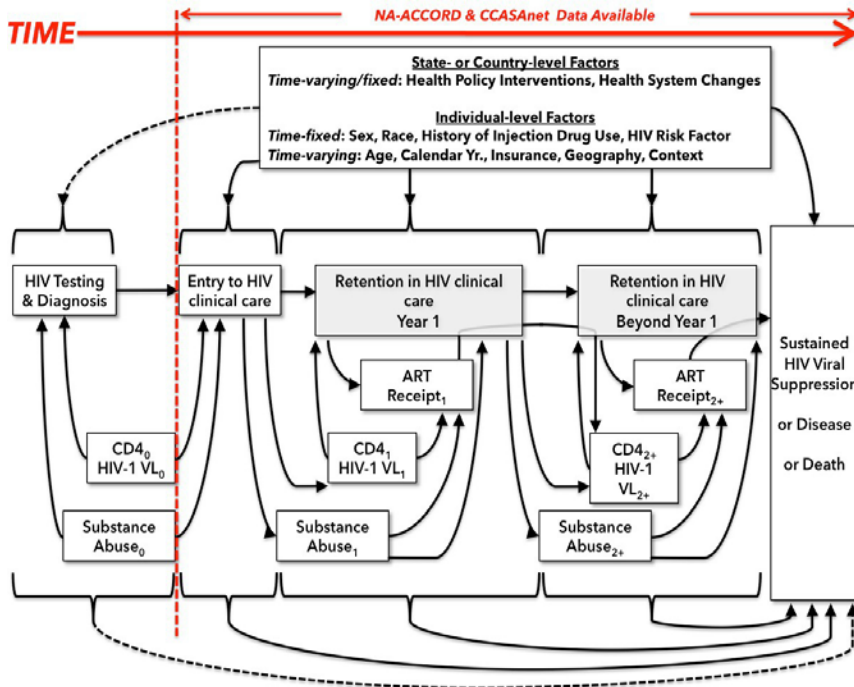 NA-ACCORD & CCASAnet Data Available
TIME
State- or Country-level Factors
Time-varying/fixed: Health Policy Interventions, Health System Changes
Individual-level Factors
Time-fixed: Sex, Race, History of Injection Drug Use, HIV Risk Factor
Time-varying: Age, Calendar Yr., Insurance, Geography, Context
HIV Testing
& Diagnosis
Entry to HIV
clinical care
Retention in HIV clinical
care
Year 1
Retention in HIV
clinical care
Beyond Year 1
Sustained
HIV Viral
Suppression
or Disease
or Death
ART
Receipt₁
ART
Receipt₂₊
CD4₀
HIV-1 VL₀
CD4₁
HIV-1 VL₁
CD4₂₊
HIV-1
VL₂₊
Substance
Abuse₀
Substance
Abuse₁
Substance
Abuse₂₊